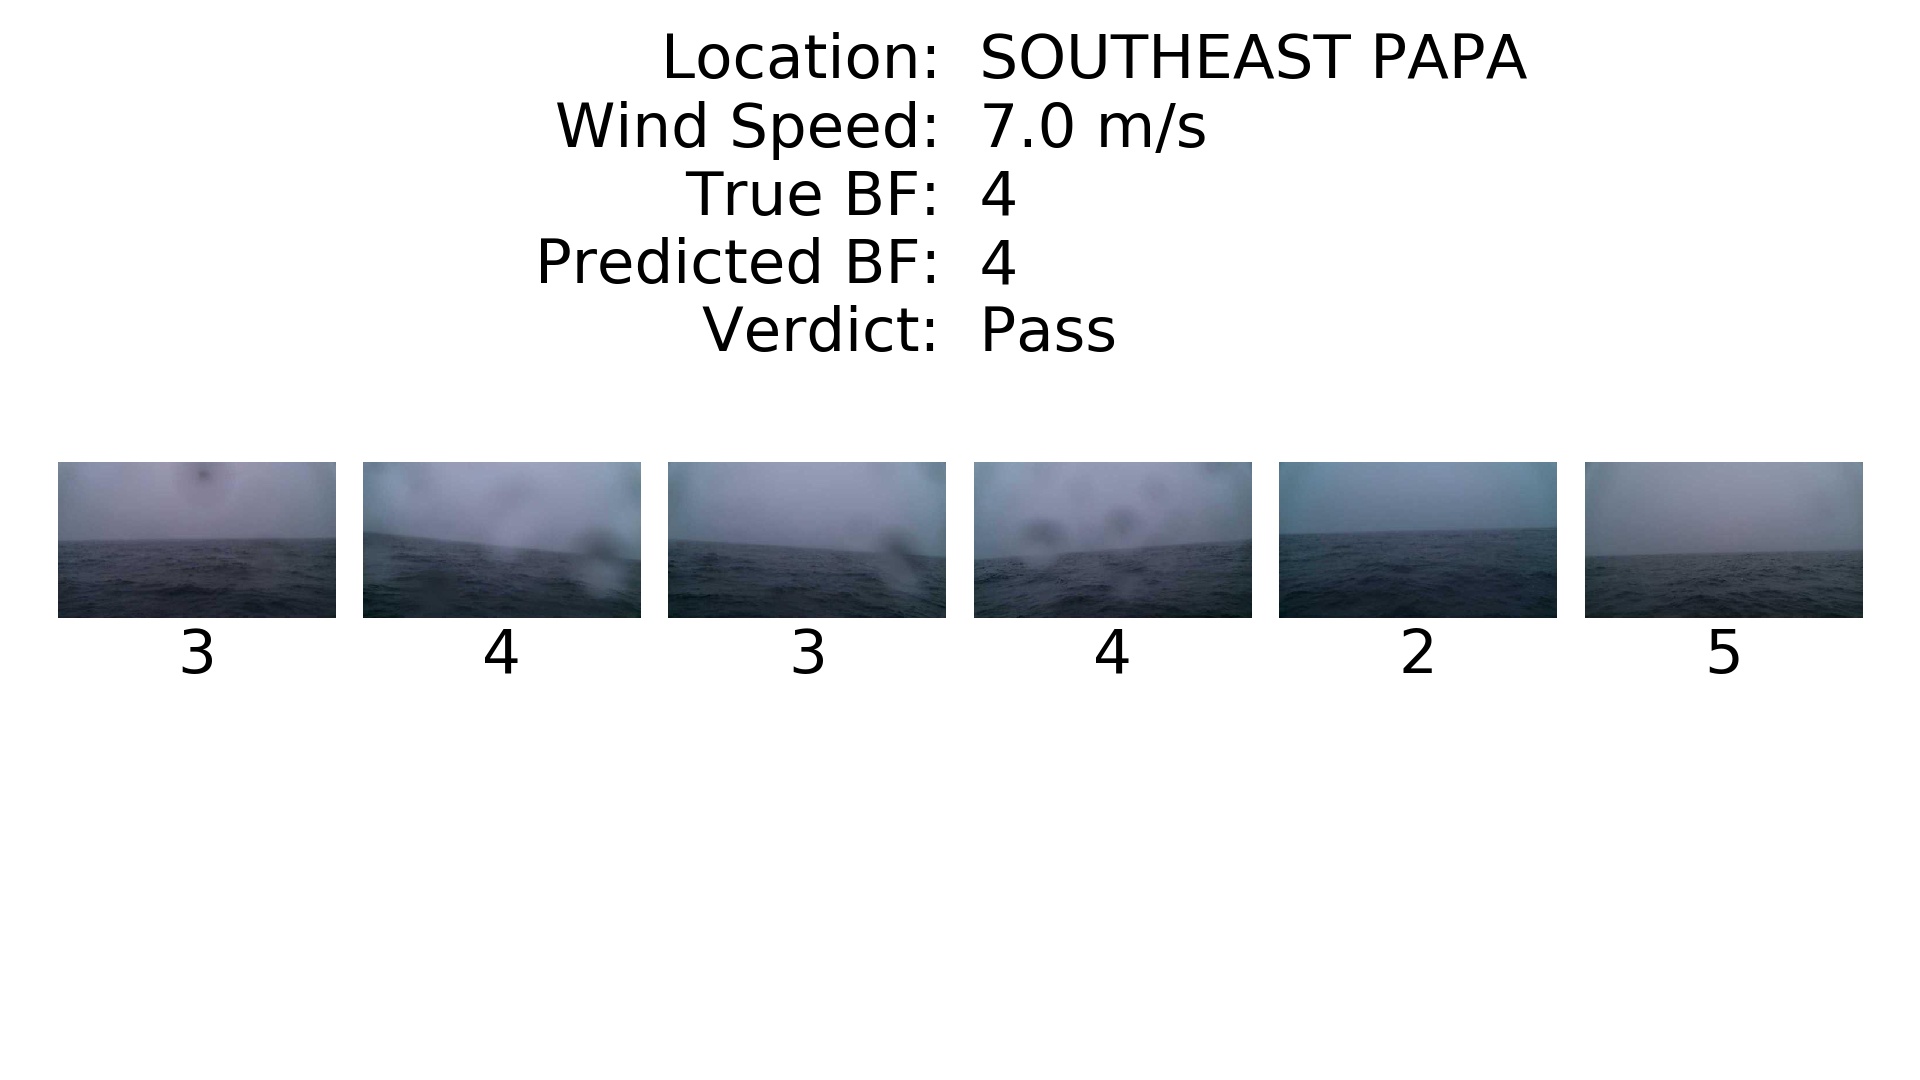 Location: SOUTHEAST PAPA
Wind Speed: 7.0 m/s
True BF: 4
Predicted BF: 4
Verdict: Pass
3 4 3 4 2 5